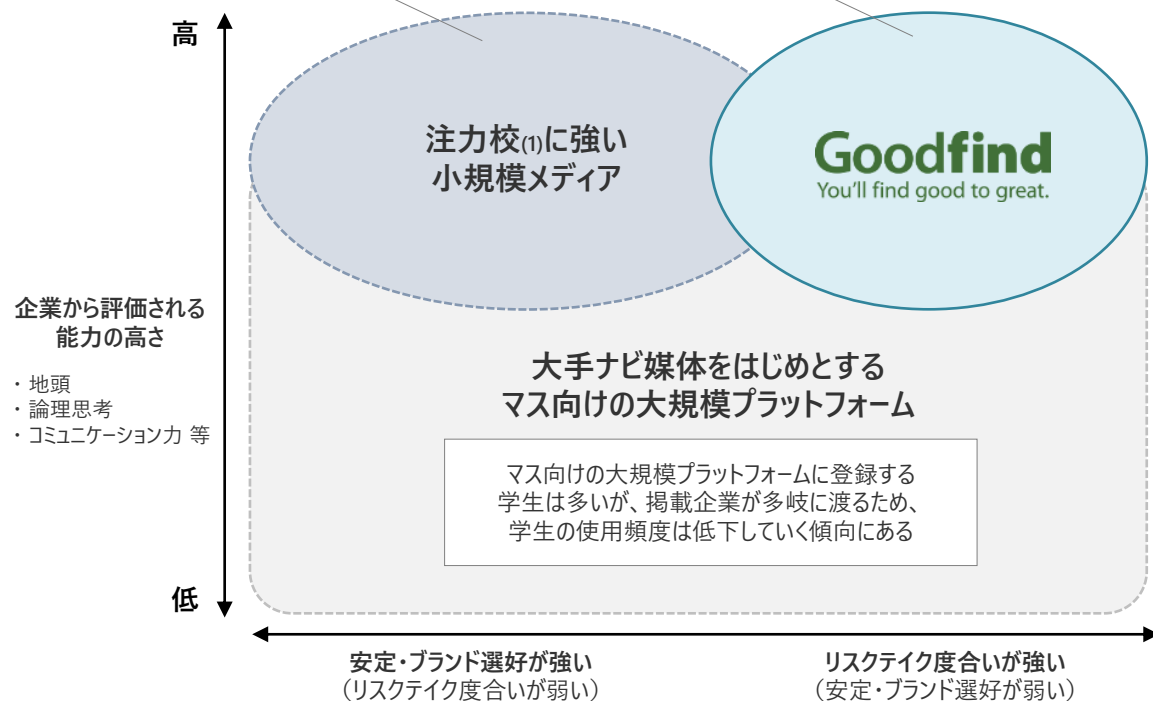 高
注力校(1)に強い
小規模メディア
Goodfind
You'll find good to great.
企業から評価される
能力の高さ
・ 地頭
・ 論理思考
・ コミュニケーション力 等
大手ナビ媒体をはじめとする
マス向けの大規模プラットフォーム
マス向けの大規模プラットフォームに登録する
学生は多いが、掲載企業が多岐に渡るため、
学生の使用頻度は低下していく傾向にある
低
安定・ブランド選好が強い
（リスクテイク度合いが弱い）
リスクテイク度合いが強い
（安定・ブランド選好が弱い）